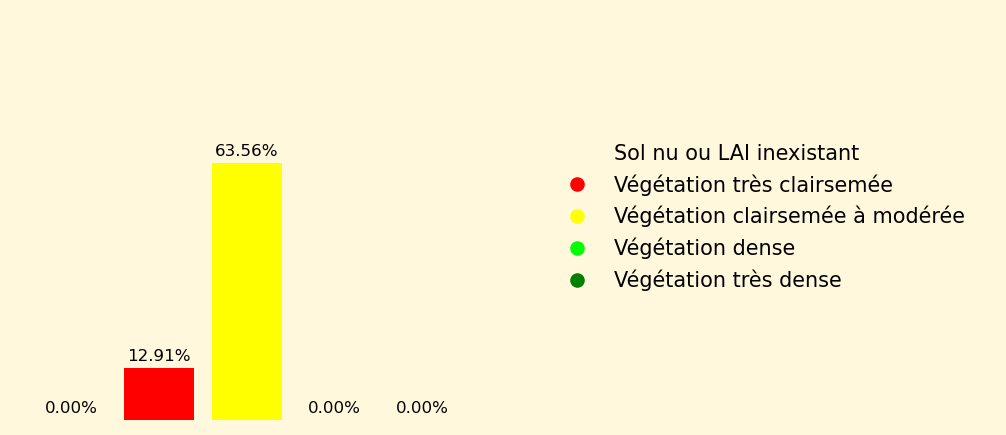 63.56%
12.91%
0.00%
0.00%
0.00%
Sol nu ou LAI inexistant
Végétation très clairsemée
Végétation clairsemée à modérée
Végétation dense
Végétation très dense